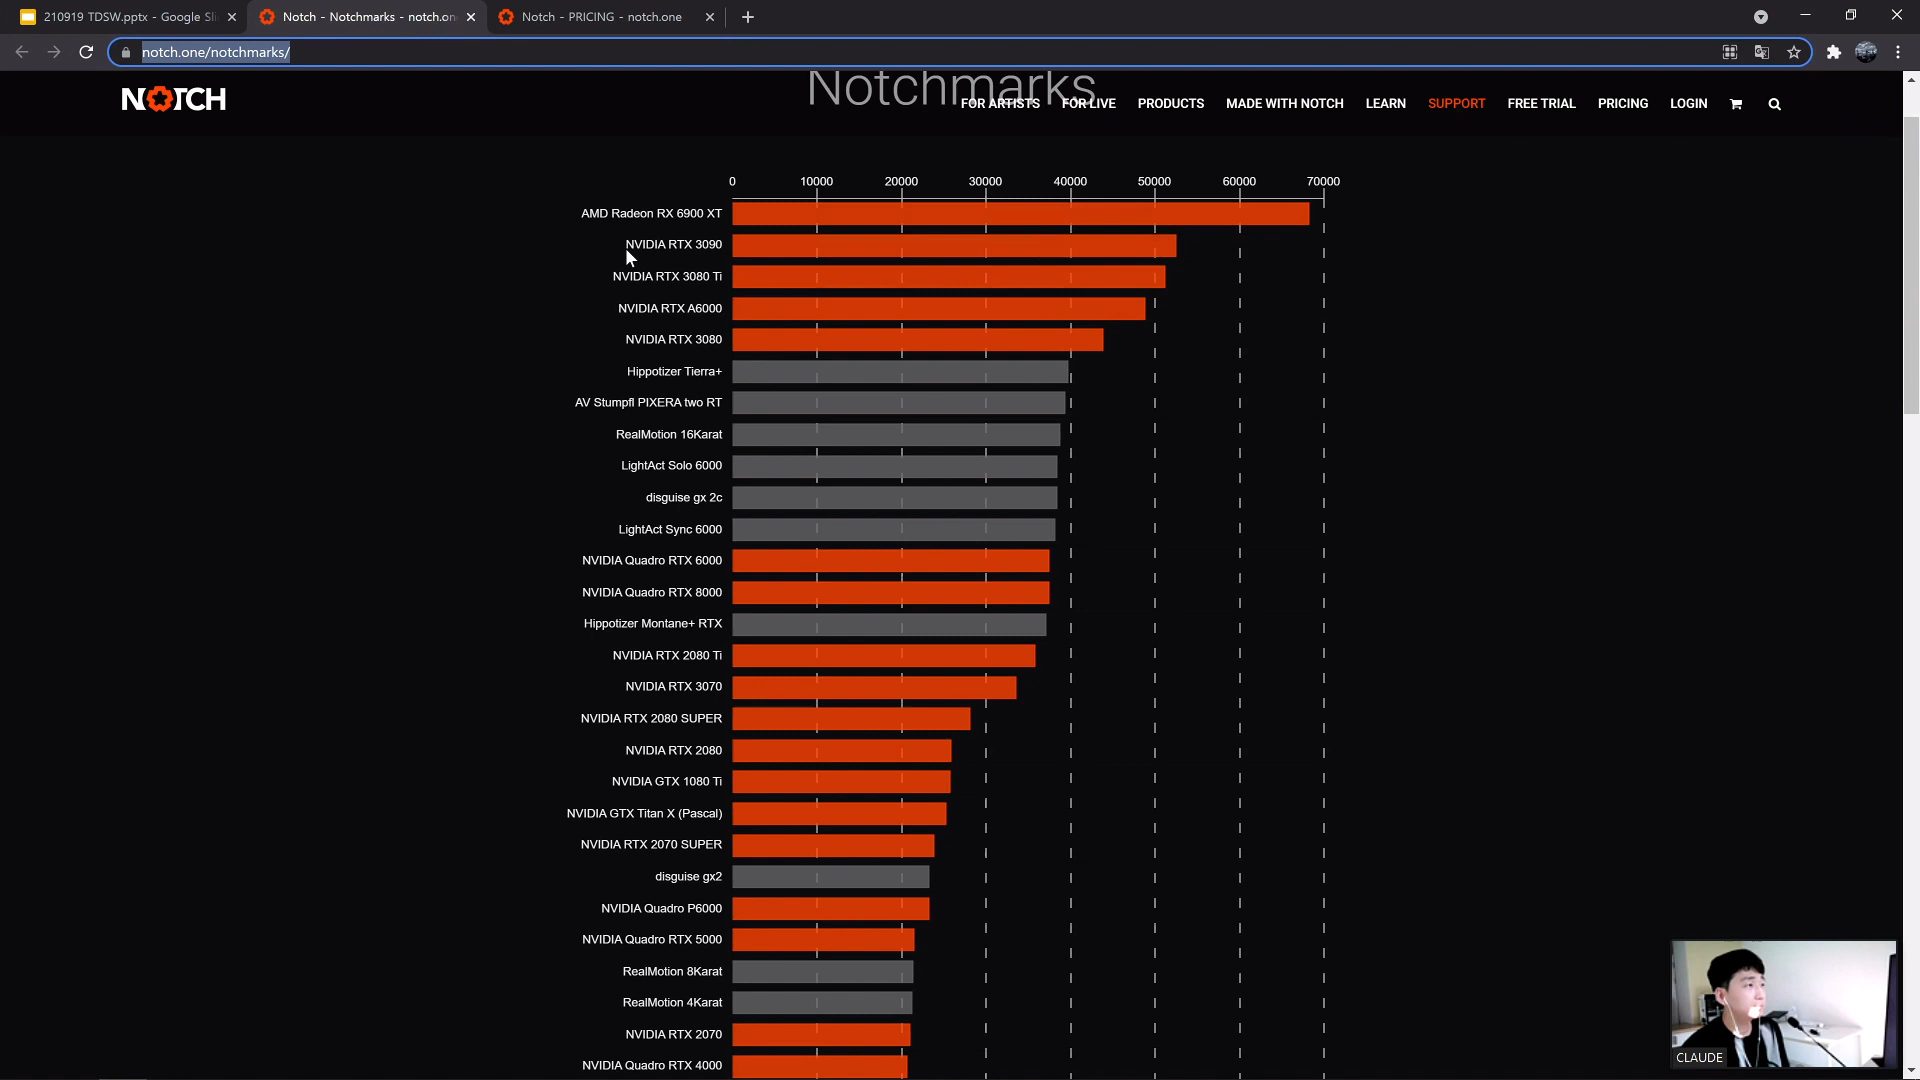 210919 TDSW.pptx - Google Sli
Notch - Notchmarks - notch.on
Notch - PRICING - notch.one
notch.one/notchmarks/
Notchmarks
NOTCH
FOR ARTISTS
FOR LIVE
PRODUCTS
MADE WITH NOTCH
LEARN
SUPPORT
FREE TRIAL
PRICING
LOGIN
0 10000 20000 30000 40000 50000 60000 70000
AMD Radeon RX 6900 XT
NVIDIA RTX 3090
NVIDIA RTX 3080 Ti
NVIDIA RTX A6000
NVIDIA RTX 3080
Hippotizer Tierra+
AV Stumpfl PIXERA two RT
RealMotion 16Karat
LightAct Solo 6000
disguise gx 2c
LightAct Sync 6000
NVIDIA Quadro RTX 6000
NVIDIA Quadro RTX 8000
Hippotizer Montane+ RTX
NVIDIA RTX 2080 Ti
NVIDIA RTX 3070
NVIDIA RTX 2080 SUPER
NVIDIA RTX 2080
NVIDIA GTX 1080 Ti
NVIDIA GTX Titan X (Pascal)
NVIDIA RTX 2070 SUPER
disguise gx2
NVIDIA Quadro P6000
NVIDIA Quadro RTX 5000
RealMotion 8Karat
RealMotion 4Karat
NVIDIA RTX 2070
NVIDIA Quadro RTX 4000
CLAUDE